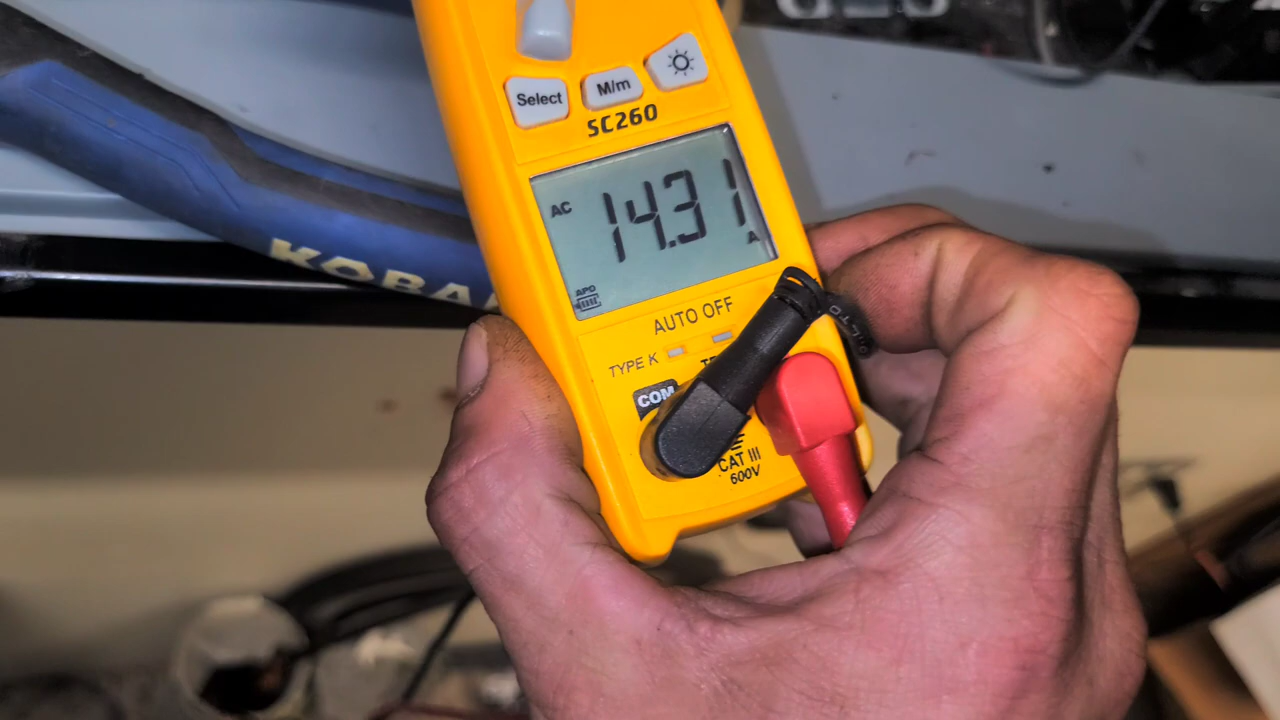 Select
M/m
SC260
AC
14.31
A
APO
AUTO OFF
TYPE K
COM
CAT III
600V
KOBA